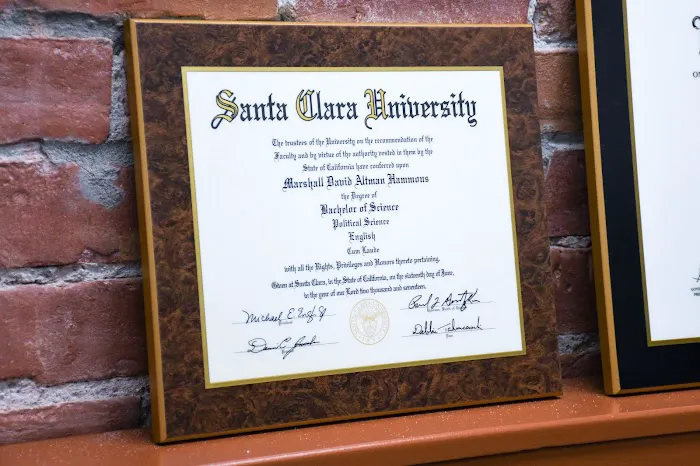 Santa Clara University
The trustees of the University on the recommendation of the
Faculty and by virtue of the authority vested in them by the
State of California have conferred upon
Marshall David Altman Hammons
the Degree of
Bachelor of Science
Political Science
English
Cum Laude
with all the Rights, Privileges and Honors thereto pertaining.
Given at Santa Clara, in the State of California, on the sixteenth day of June,
in the year of our Lord two thousand and seventeen.
Michael E.
President